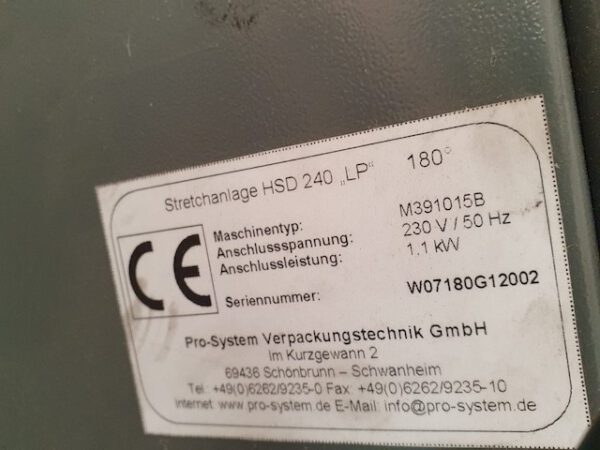 Stretchanlage HSD 240 „LP“ 180°
CE
Maschinentyp: M391015B
Anschlussspannung: 230 V / 50 Hz
Anschlussleistung: 1,1 kW
Seriennummer: W07180G12002
Pro-System Verpackungstechnik GmbH
Im Kurzgewann 2
69436 Schönbrunn – Schwanheim
Tel: +49(0)6262/9235-0 Fax: +49(0)6262/9235-10
Internet: www.pro-system.de E-Mail: info@pro-system.de